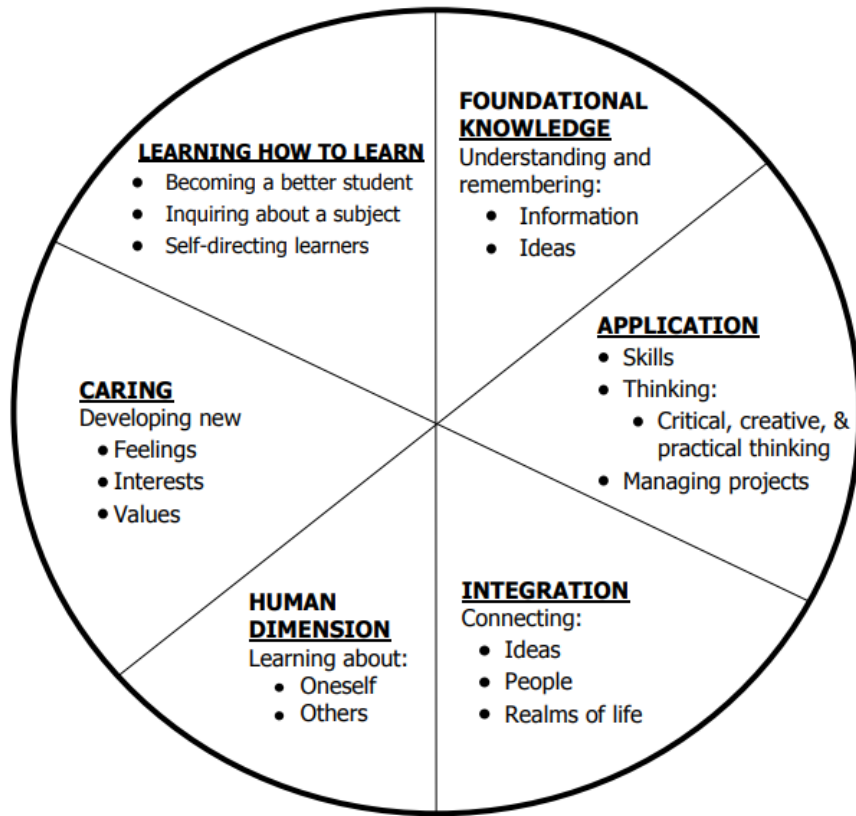 FOUNDATIONAL
KNOWLEDGE
Understanding and
remembering:
• Information
• Ideas
APPLICATION
• Skills
• Thinking:
• Critical, creative, &
practical thinking
• Managing projects
INTEGRATION
Connecting:
• Ideas
• People
• Realms of life
HUMAN
DIMENSION
Learning about:
• Oneself
• Others
CARING
Developing new
• Feelings
• Interests
• Values
LEARNING HOW TO LEARN
• Becoming a better student
• Inquiring about a subject
• Self-directing learners